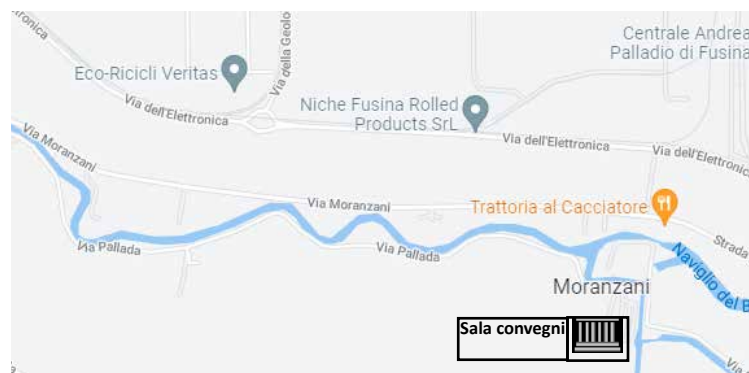 Centrale Andrea
Palladio di Fusina
Via della Geolo
Eco-Ricicli Veritas
Via dell'Elettronica
Niche Fusina Rolled
Products SrL
Via dell'Elettronica
Via dell'Elettronica
Via Moranzani
Via Moranzani
Trattoria al Cacciatore
Strada
Via Pallada
Via Pallada
Naviglio del B
Moranzani
Sala convegni
Via